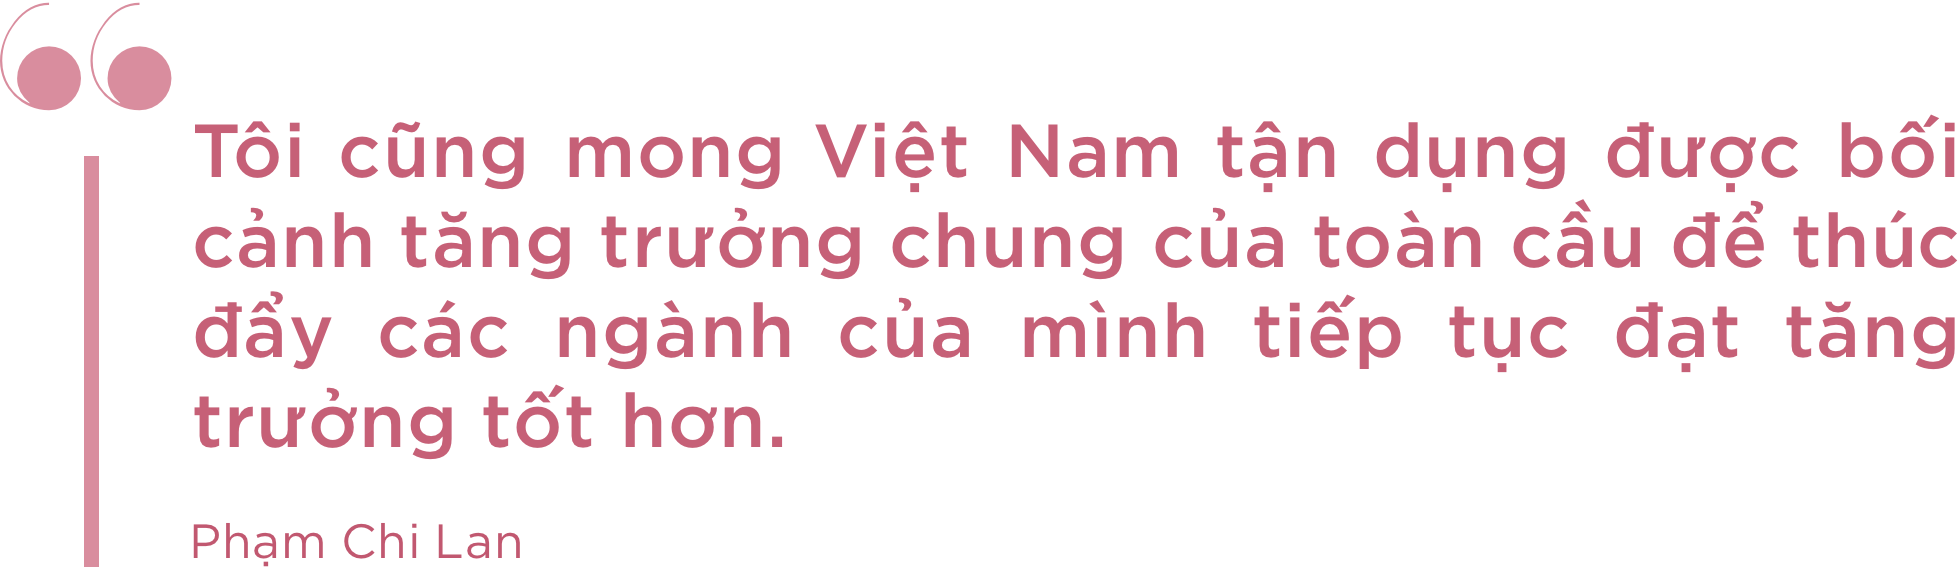 Tôi cũng mong Việt Nam tận dụng được bối
cảnh tăng trưởng chung của toàn cầu để thúc
đẩy các ngành của mình tiếp tục đạt tăng
trưởng tốt hơn.
Phạm Chi Lan